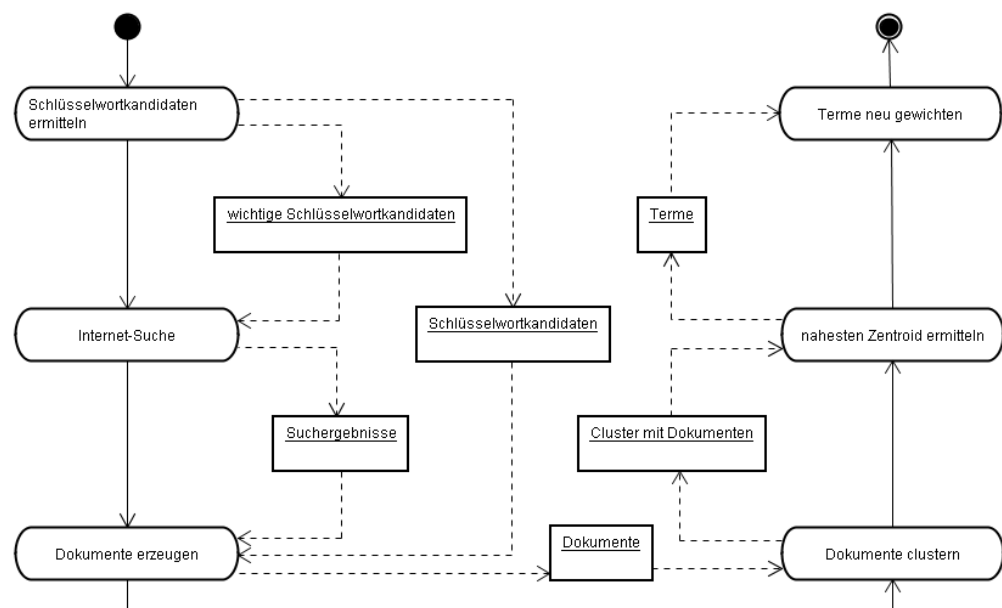 Schlüsselwortkandidaten
ermitteln
Terme neu gewichten
wichtige Schlüsselwortkandidaten
Terme
Internet-Suche
Schlüsselwortkandidaten
nahesten Zentroid ermitteln
Suchergebnisse
Cluster mit Dokumenten
Dokumente erzeugen
Dokumente
Dokumente clustern